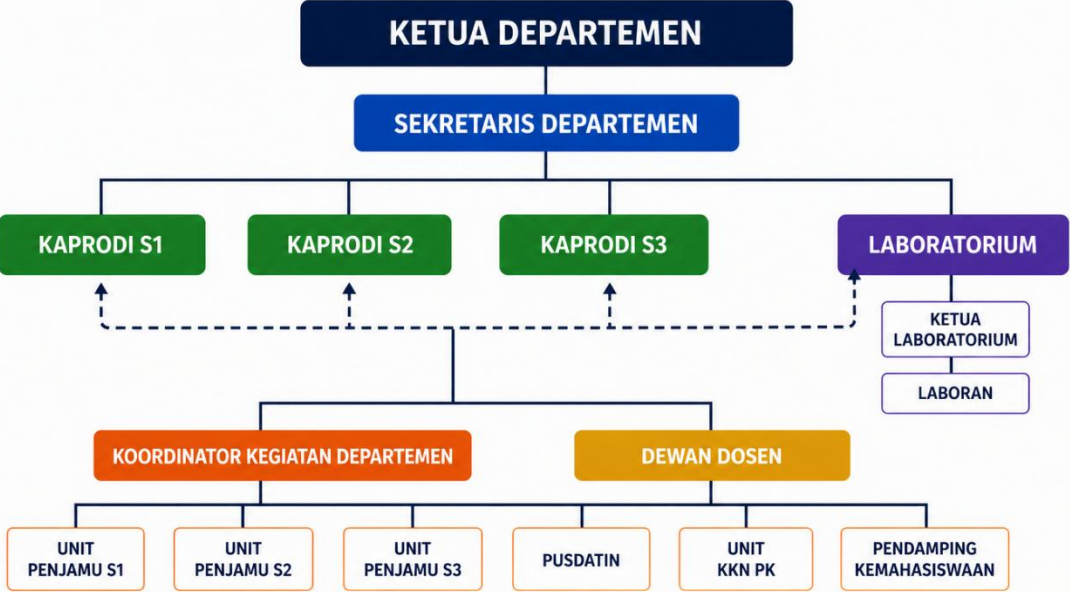 KETUA DEPARTEMEN
SEKRETARIS DEPARTEMEN
KAPRODI S1
KAPRODI S2
KAPRODI S3
LABORATORIUM
KETUA
LABORATORIUM
LABORAN
KOORDINATOR KEGIATAN DEPARTEMEN
DEWAN DOSEN
UNIT
PENJAMU S1
UNIT
PENJAMU S2
UNIT
PENJAMU S3
PUSDATIN
UNIT
KKN PK
PENDAMPING
KEMAHASISWAAN